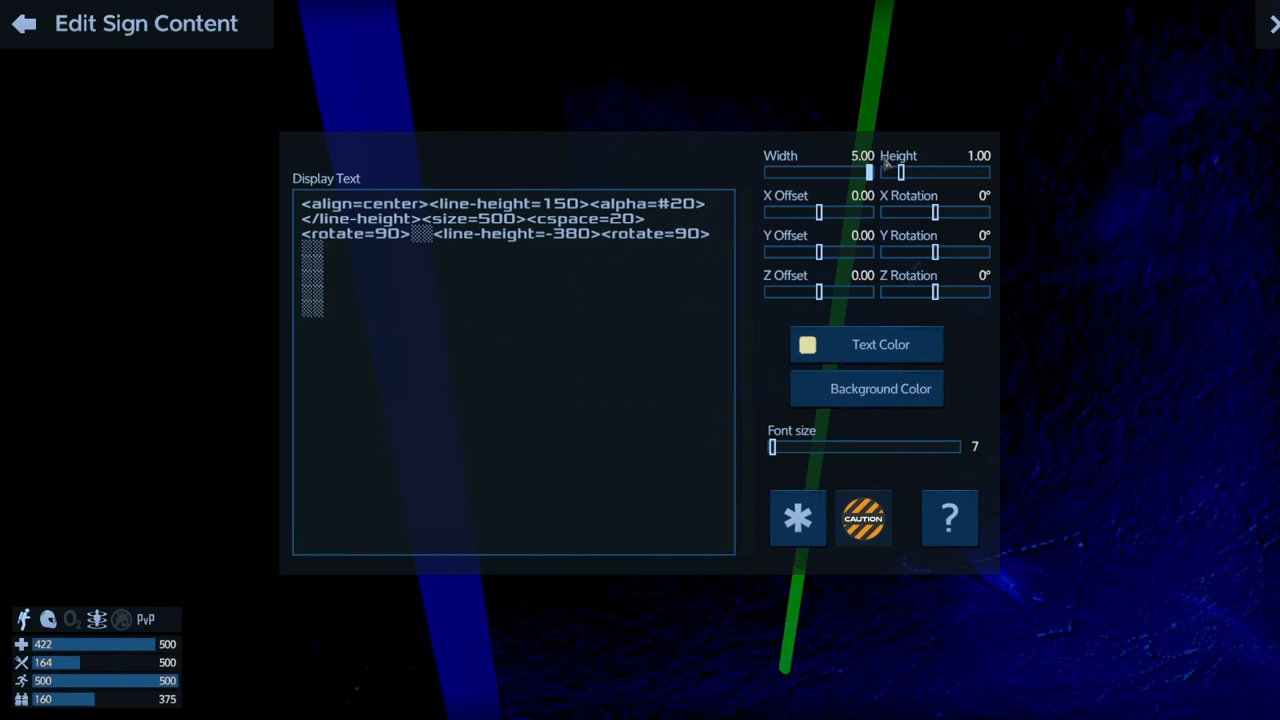 Edit Sign Content
Display Text
<align=center><line-height=150><alpha=#20>
</line-height><size=500><cspace=20>
<rotate=90>▒▒<line-height=-380><rotate=90>
▒▒
▒▒
▒▒
▒▒
▒▒
Width 5.00 Height 1.00
X Offset 0.00 X Rotation 0°
Y Offset 0.00 Y Rotation 0°
Z Offset 0.00 Z Rotation 0°
Text Color
Background Color
Font size
7
CAUTION
?
O₂ PvP
422 500
164 500
500 500
160 375